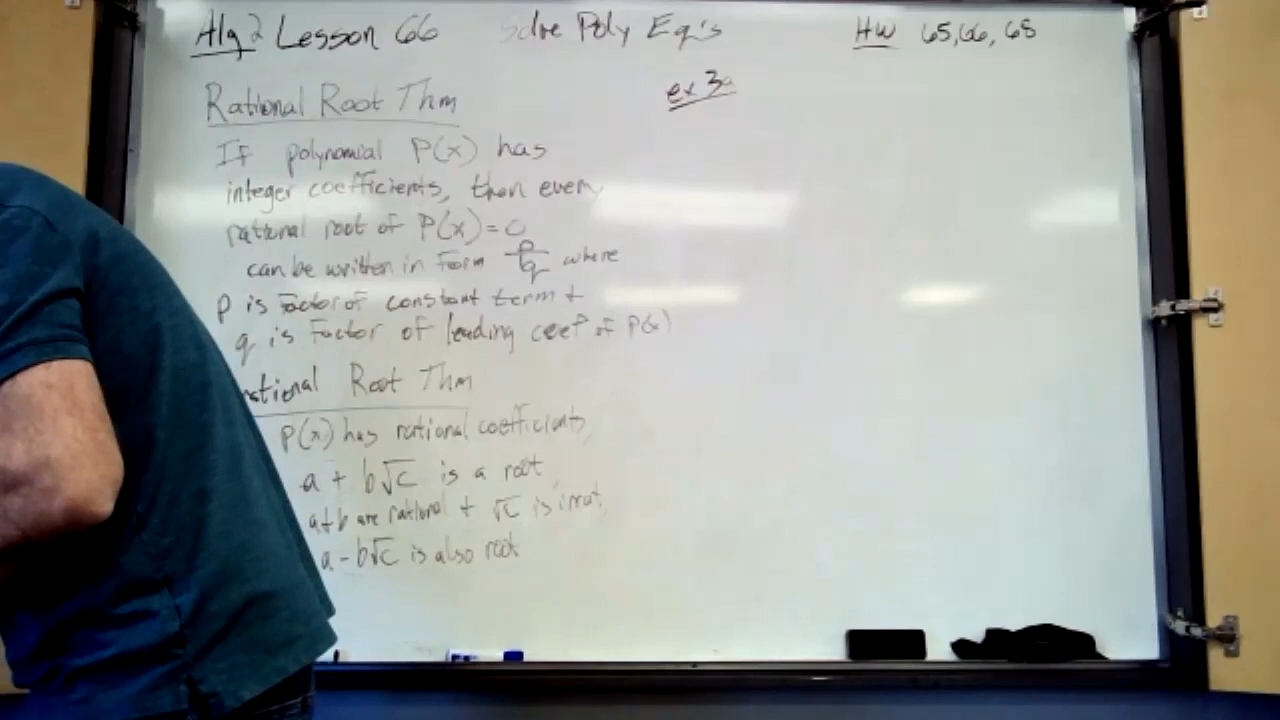 Alg 2 Lesson 66 Solve Poly Eq's HW 65,66, 68
ex 3a
Rational Root Thm
If polynomial P(x) has
integer coefficients, then every
rational root of P(x)=0
can be written in form p/q where
p is factor of constant term +
q is factor of leading coef of P(x)
ational Root Thm
P(x) has rational coefficients,
a + b√c is a root,
a+b are rational + √c is irrat,
a - b√c is also root